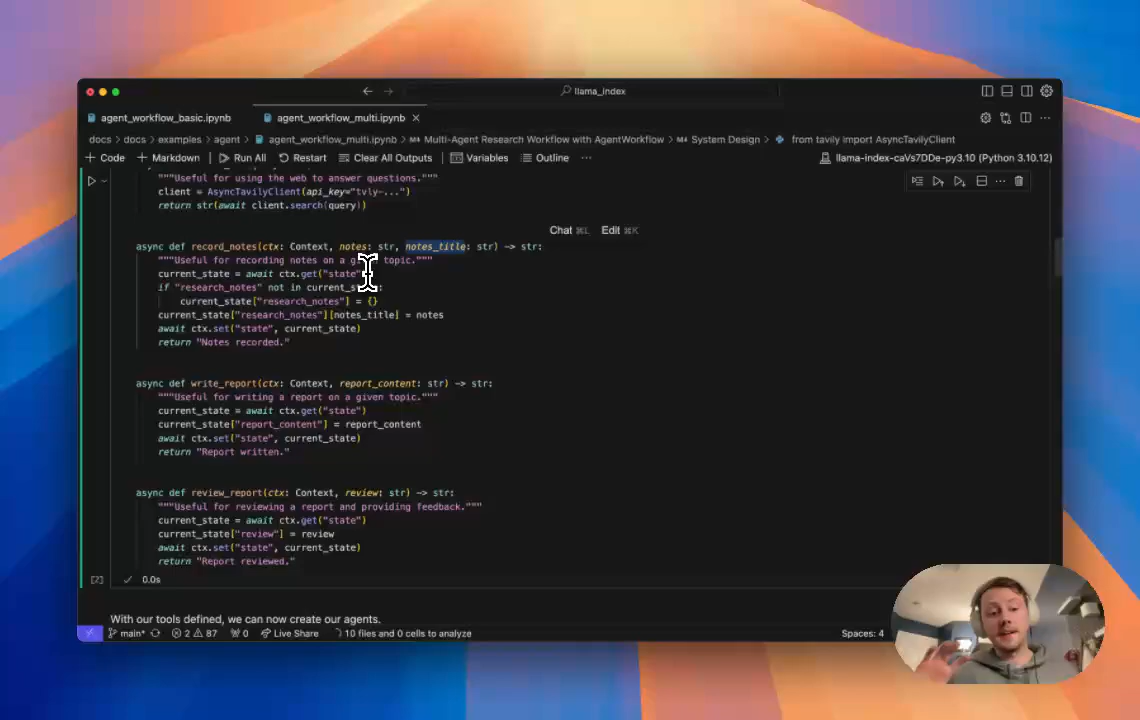 llama_index
agent_workflow_basic.ipynb
agent_workflow_multi.ipynb
docs > docs > examples > agent > agent_workflow_multi.ipynb > M↓ Multi-Agent Research Workflow with AgentWorkflow > M↓ System Design > from tavily import AsyncTavilyClient
+ Code + Markdown Run All Restart Clear All Outputs Variables Outline ... llama-index-caVs7DDe-py3.10 (Python 3.10.12)
"""Useful for using the web to answer questions."""
client = AsyncTavilyClient(api_key="tvly-...")
return str(await client.search(query))
Chat ⌘L Edit ⌘K
async def record_notes(ctx: Context, notes: str, notes_title: str) -> str:
"""Useful for recording notes on a topic."""
current_state = await ctx.get("state"
if "research_notes" not in current_
current_state["research_notes"] = {}
current_state["research_notes"][notes_title] = notes
await ctx.set("state", current_state)
return "Notes recorded."
async def write_report(ctx: Context, report_content: str) -> str:
"""Useful for writing a report on a given topic."""
current_state = await ctx.get("state")
current_state["report_content"] = report_content
await ctx.set("state", current_state)
return "Report written."
async def review_report(ctx: Context, review: str) -> str:
"""Useful for reviewing a report and providing feedback."""
current_state = await ctx.get("state")
current_state["review"] = review
await ctx.set("state", current_state)
return "Report reviewed."
[2] ✓ 0.0s
With our tools defined, we can now create our agents.
main* 2 87 0 Live Share 10 files and 0 cells to analyze Spaces: 4